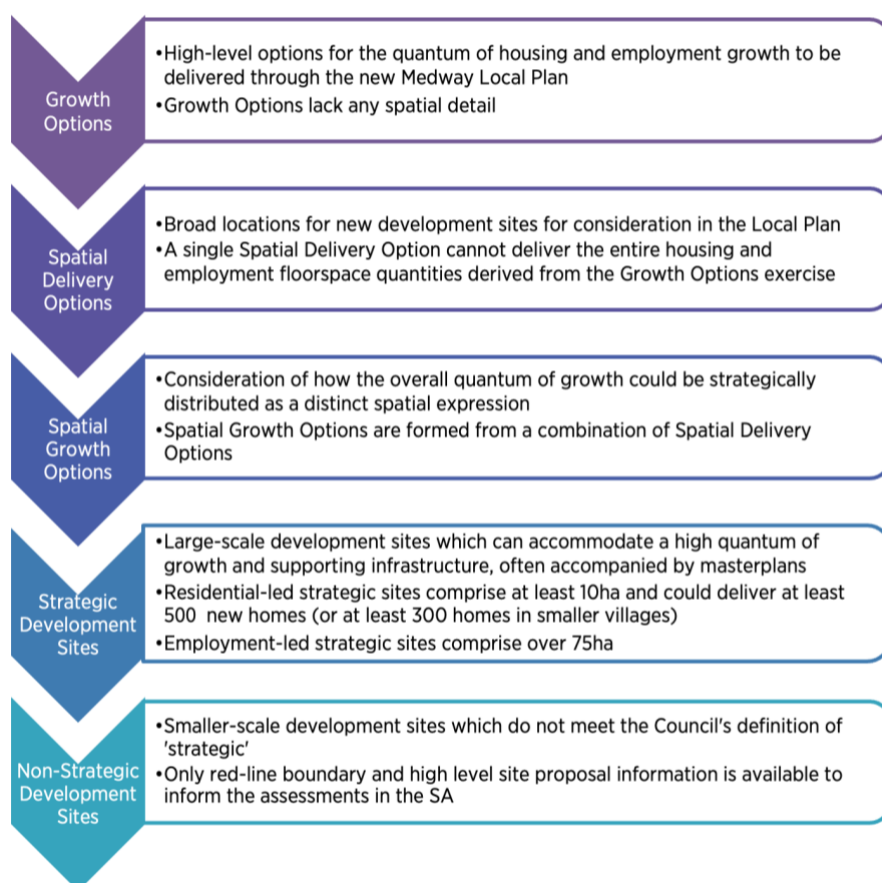 Growth
Options
•High-level options for the quantum of housing and employment growth to be
delivered through the new Medway Local Plan
•Growth Options lack any spatial detail
Spatial
Delivery
Options
•Broad locations for new development sites for consideration in the Local Plan
•A single Spatial Delivery Option cannot deliver the entire housing and
employment floorspace quantities derived from the Growth Options exercise
Spatial
Growth
Options
•Consideration of how the overall quantum of growth could be strategically
distributed as a distinct spatial expression
•Spatial Growth Options are formed from a combination of Spatial Delivery
Options
Strategic
Development
Sites
•Large-scale development sites which can accommodate a high quantum of
growth and supporting infrastructure, often accompanied by masterplans
•Residential-led strategic sites comprise at least 10ha and could deliver at least
500 new homes (or at least 300 homes in smaller villages)
•Employment-led strategic sites comprise over 75ha
Non-Strategic
Development
Sites
•Smaller-scale development sites which do not meet the Council's definition of
'strategic'
•Only red-line boundary and high level site proposal information is available to
inform the assessments in the SA